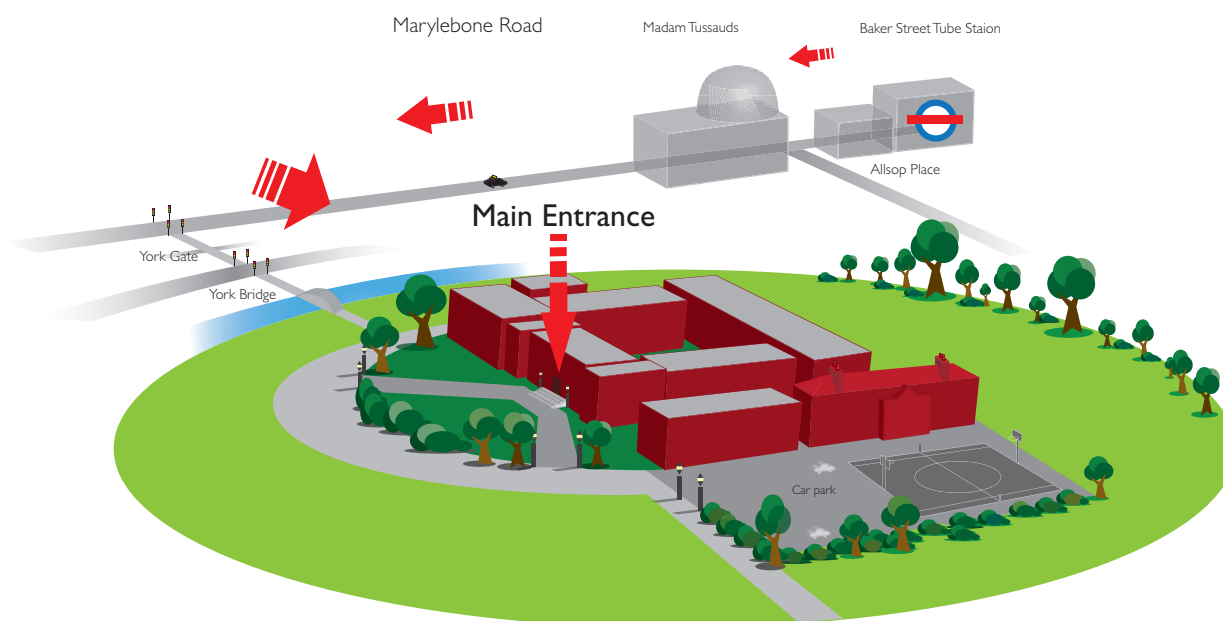 Marylebone Road
Madam Tussauds
Baker Street Tube Staion
Allsop Place
Main Entrance
York Gate
York Bridge
Car park